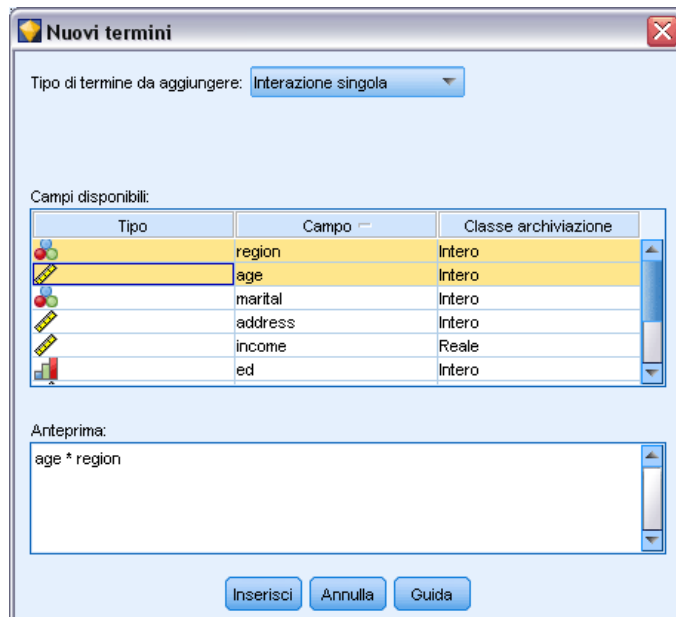 Nuovi termini
Tipo di termine da aggiungere: Interazione singola
Campi disponibili:
Tipo Campo Classe archiviazione
region Intero
age Intero
marital Intero
address Intero
income Reale
ed Intero
Anteprima:
age * region
Inserisci Annulla Guida